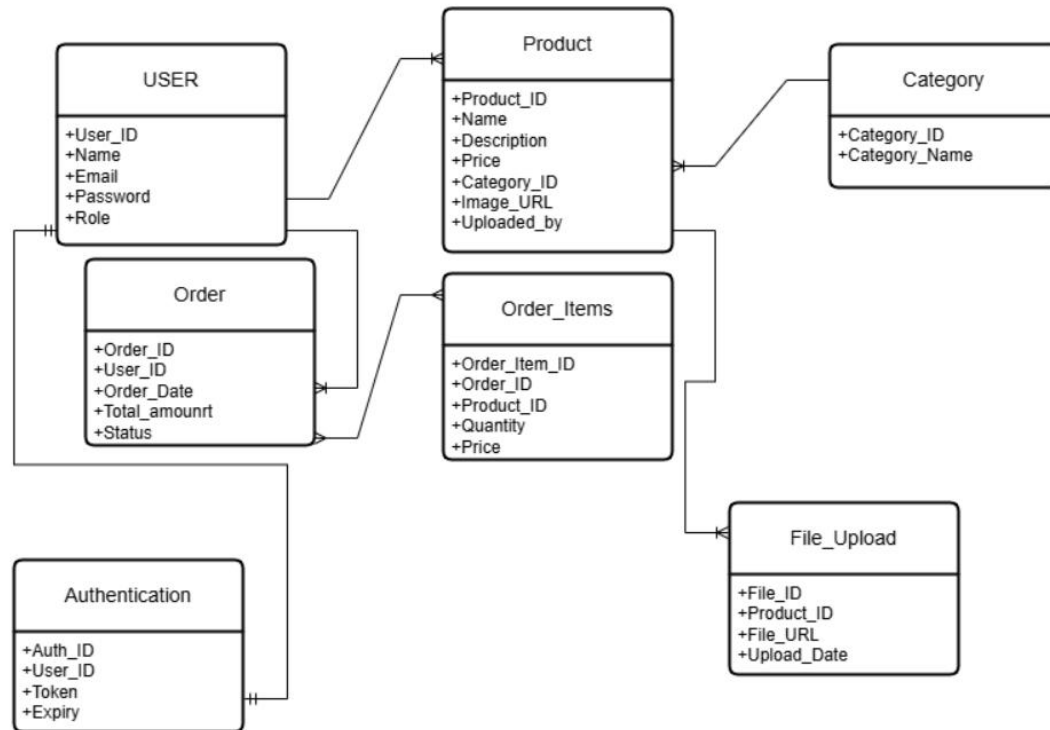 USER
+User_ID
+Name
+Email
+Password
+Role
Product
+Product_ID
+Name
+Description
+Price
+Category_ID
+Image_URL
+Uploaded_by
Category
+Category_ID
+Category_Name
Order
+Order_ID
+User_ID
+Order_Date
+Total_amounrt
+Status
Order_Items
+Order_Item_ID
+Order_ID
+Product_ID
+Quantity
+Price
File_Upload
+File_ID
+Product_ID
+File_URL
+Upload_Date
Authentication
+Auth_ID
+User_ID
+Token
+Expiry